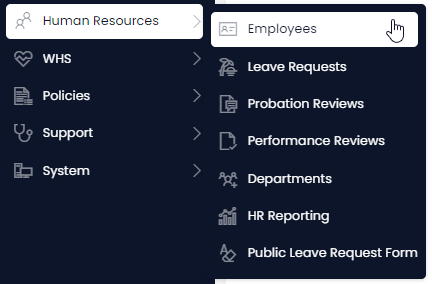 Human Resources
WHS
Policies
Support
System
Employees
Leave Requests
Probation Reviews
Performance Reviews
Departments
HR Reporting
Public Leave Request Form